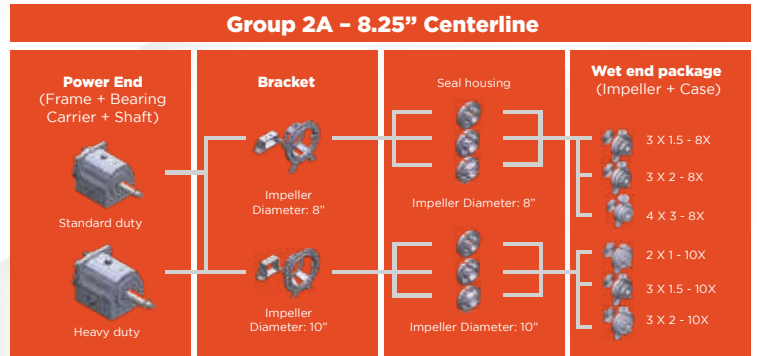 Group 2A – 8.25” Centerline
Power End
(Frame + Bearing
Carrier + Shaft)
Standard duty
Heavy duty
Bracket
Impeller
Diameter: 8”
Impeller
Diameter: 10”
Seal housing
Impeller Diameter: 8”
Impeller Diameter: 10”
Wet end package
(Impeller + Case)
3 X 1.5 - 8X
3 X 2 - 8X
4 X 3 - 8X
2 X 1 - 10X
3 X 1.5 - 10X
3 X 2 - 10X